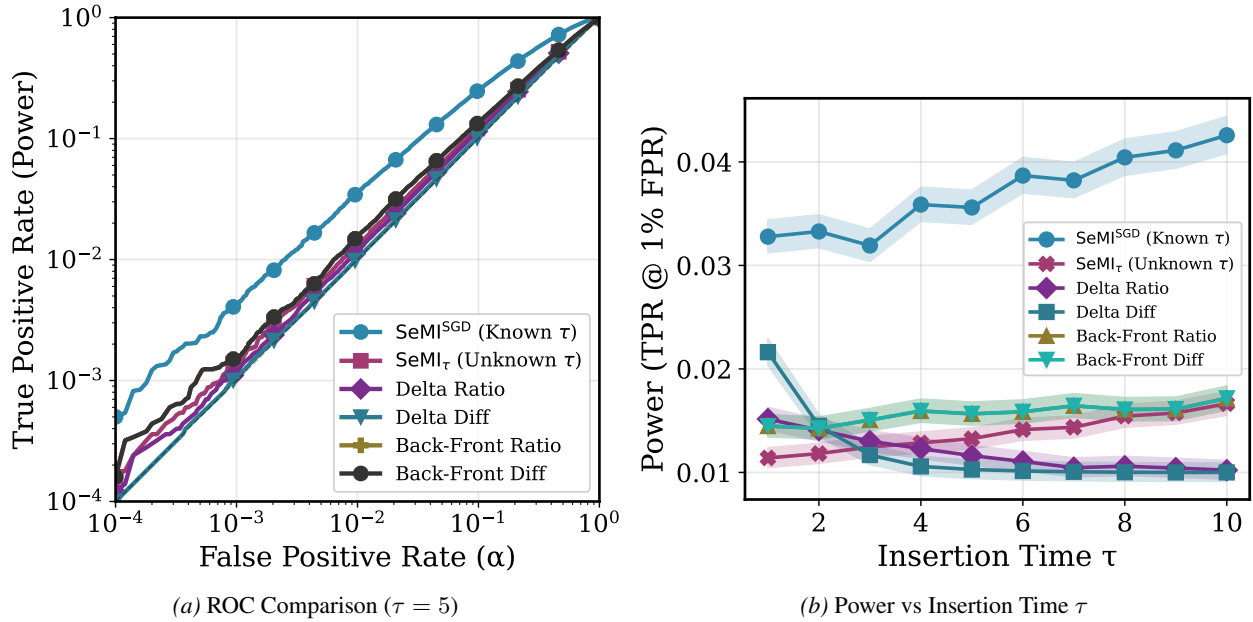 True Positive Rate (Power)
10⁰
10⁻¹
10⁻²
10⁻³
10⁻⁴
SeMI^SGD (Known τ)
SeMI_τ (Unknown τ)
Delta Ratio
Delta Diff
Back-Front Ratio
Back-Front Diff
10⁻⁴ 10⁻³ 10⁻² 10⁻¹ 10⁰
False Positive Rate (α)
(a) ROC Comparison (τ = 5)
Power (TPR @ 1% FPR)
0.04
0.03
0.02
0.01
SeMI^SGD (Known τ)
SeMI_τ (Unknown τ)
Delta Ratio
Delta Diff
Back-Front Ratio
Back-Front Diff
2 4 6 8 10
Insertion Time τ
(b) Power vs Insertion Time τ